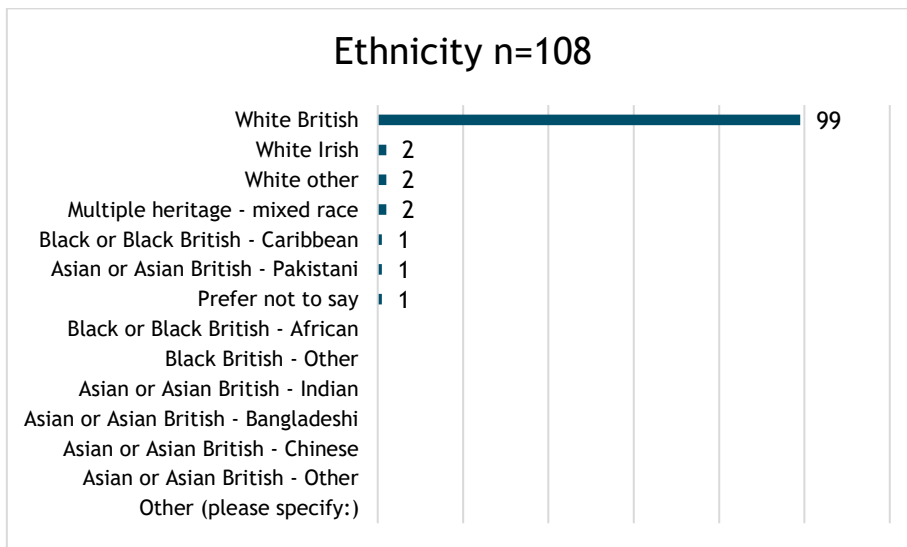 Ethnicity n=108
White British 99
White Irish 2
White other 2
Multiple heritage - mixed race 2
Black or Black British - Caribbean 1
Asian or Asian British - Pakistani 1
Prefer not to say 1
Black or Black British - African
Black British - Other
Asian or Asian British - Indian
Asian or Asian British - Bangladeshi
Asian or Asian British - Chinese
Asian or Asian British - Other
Other (please specify:)